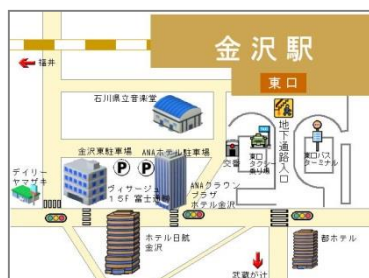 金沢駅
東口
福井
石川県立音楽堂
地下通路入口
金沢東駐車場
ANAホテル駐車場
交番
東口
タクシー
乗り場
東口バス
ターミナル
デイリー
ヤマザキ
P
P
ヴィサージュ
15F 富士通㈱
ANAクラウン
プラザ
ホテル金沢
ホテル日航
金沢
都ホテル
武蔵が辻